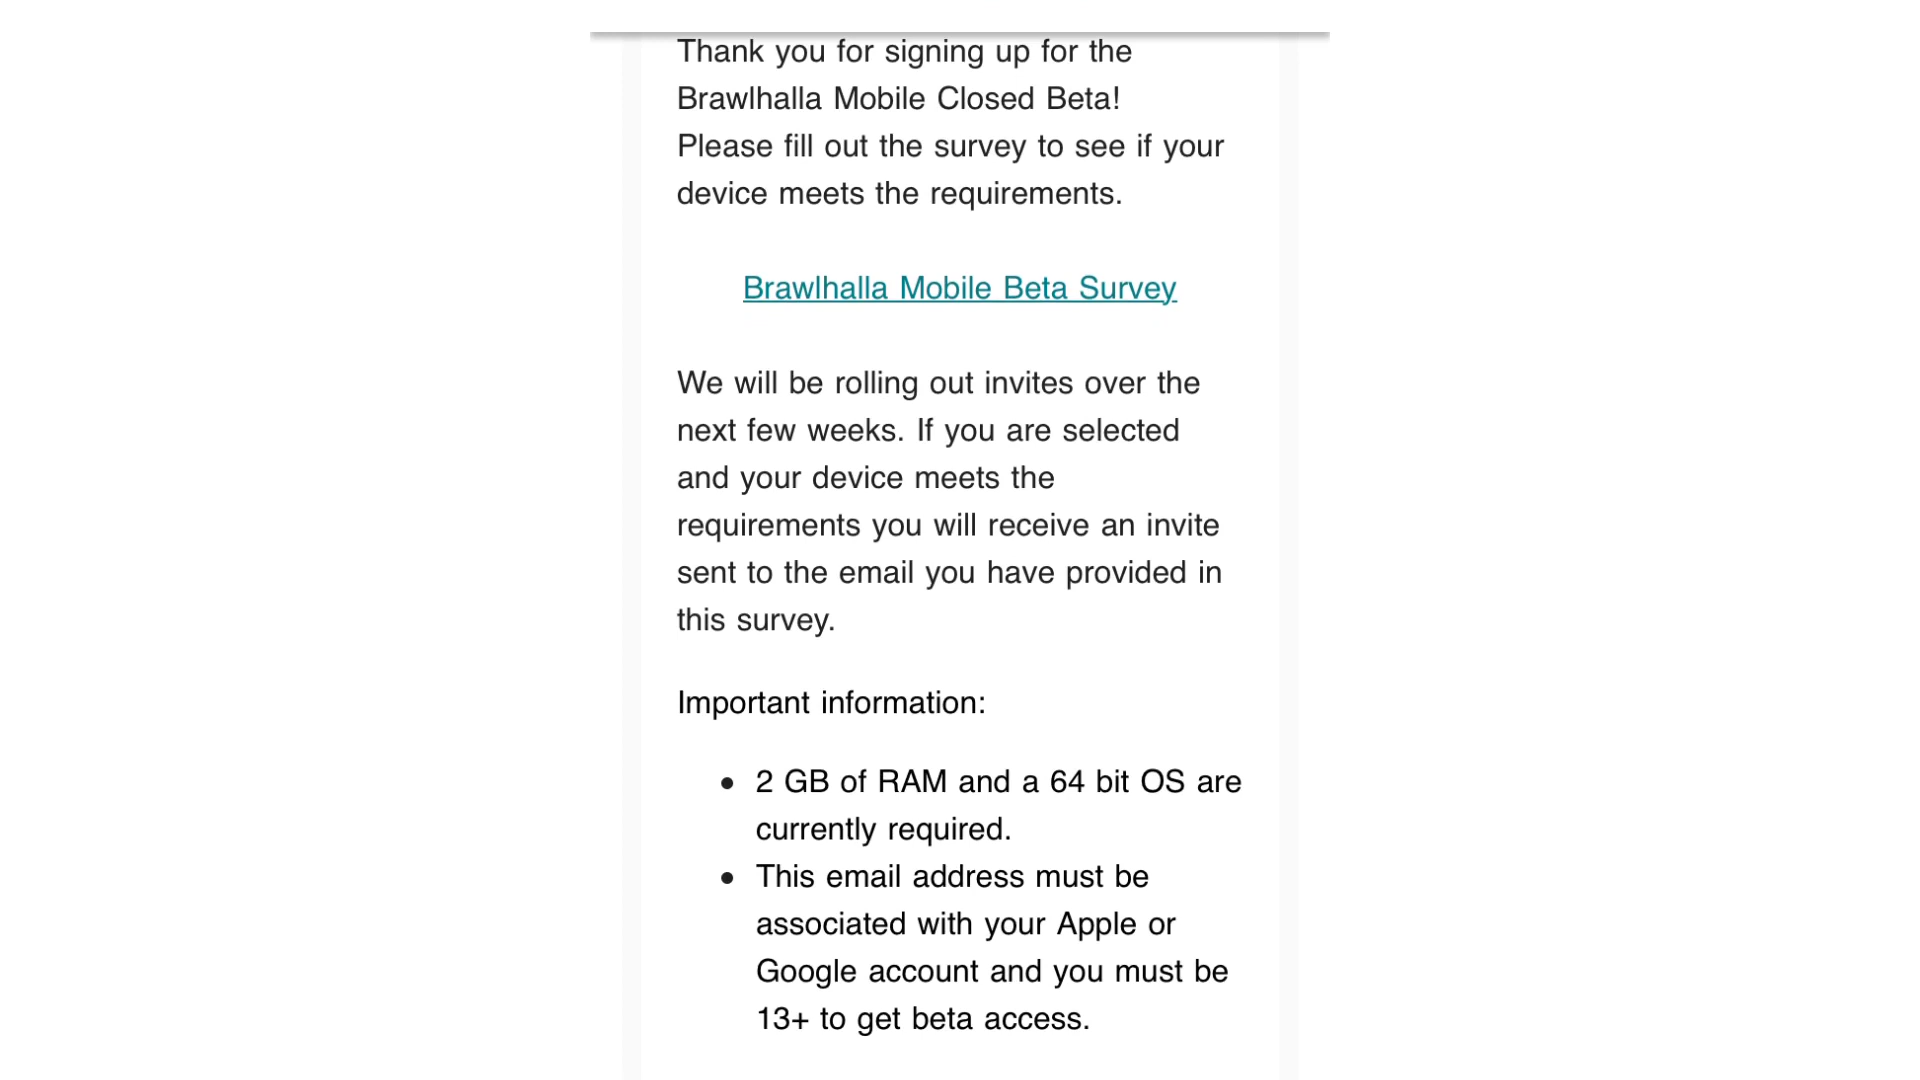 Thank you for signing up for the
Brawlhalla Mobile Closed Beta!
Please fill out the survey to see if your
device meets the requirements.
Brawlhalla Mobile Beta Survey
We will be rolling out invites over the
next few weeks. If you are selected
and your device meets the
requirements you will receive an invite
sent to the email you have provided in
this survey.
Important information:
• 2 GB of RAM and a 64 bit OS are
currently required.
• This email address must be
associated with your Apple or
Google account and you must be
13+ to get beta access.